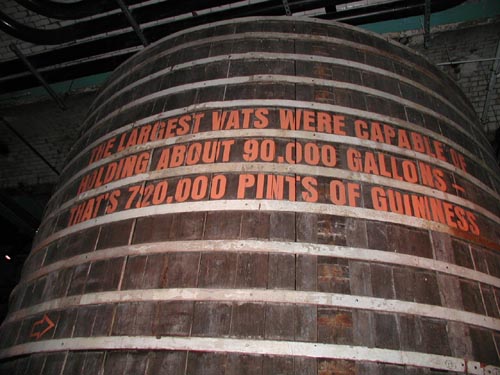 THE LARGEST VATS WERE CAPABLE OF
HOLDING ABOUT 90,000 GALLONS –
THAT'S 720,000 PINTS OF GUINNESS